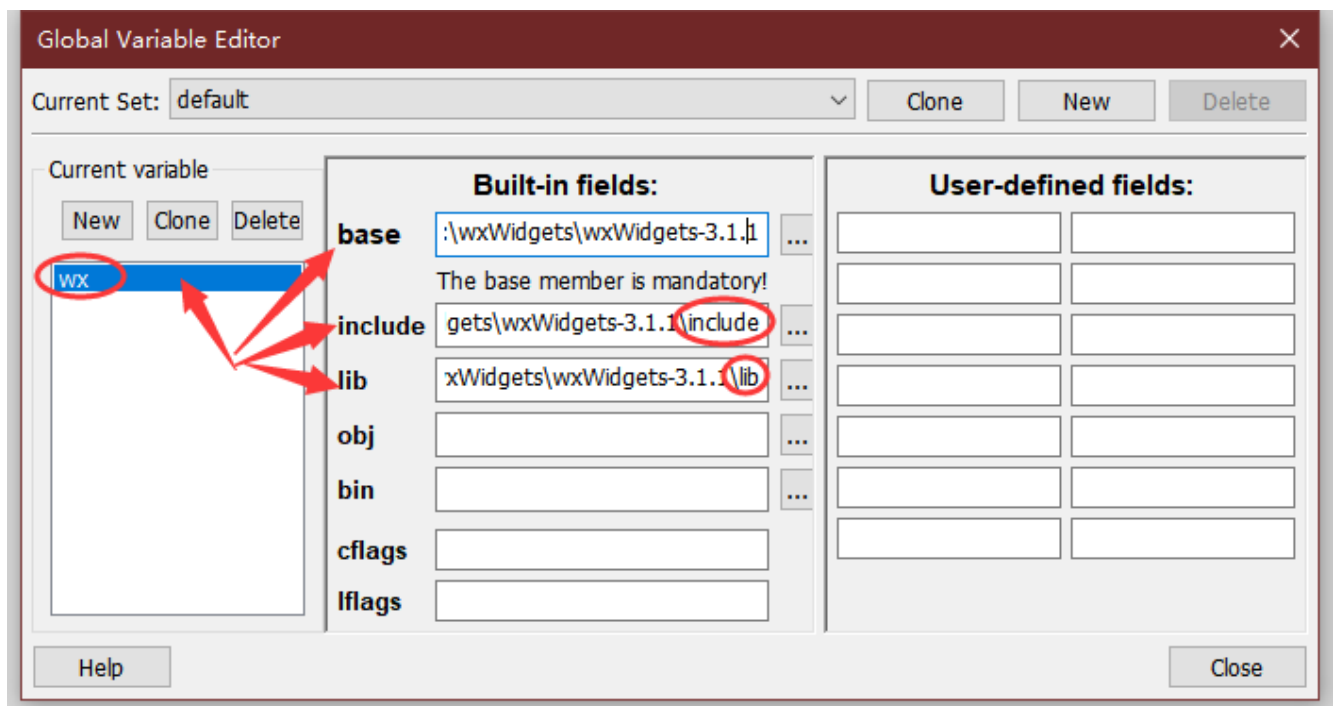 Global Variable Editor
Current Set: default Clone New Delete
Current variable
New Clone Delete
wx
Built-in fields:
base :\wxWidgets\wxWidgets-3.1.1 ...
The base member is mandatory!
include gets\wxWidgets-3.1.1\include ...
lib xWidgets\wxWidgets-3.1.1\lib ...
obj ...
bin ...
cflags
lflags
User-defined fields:
Help Close